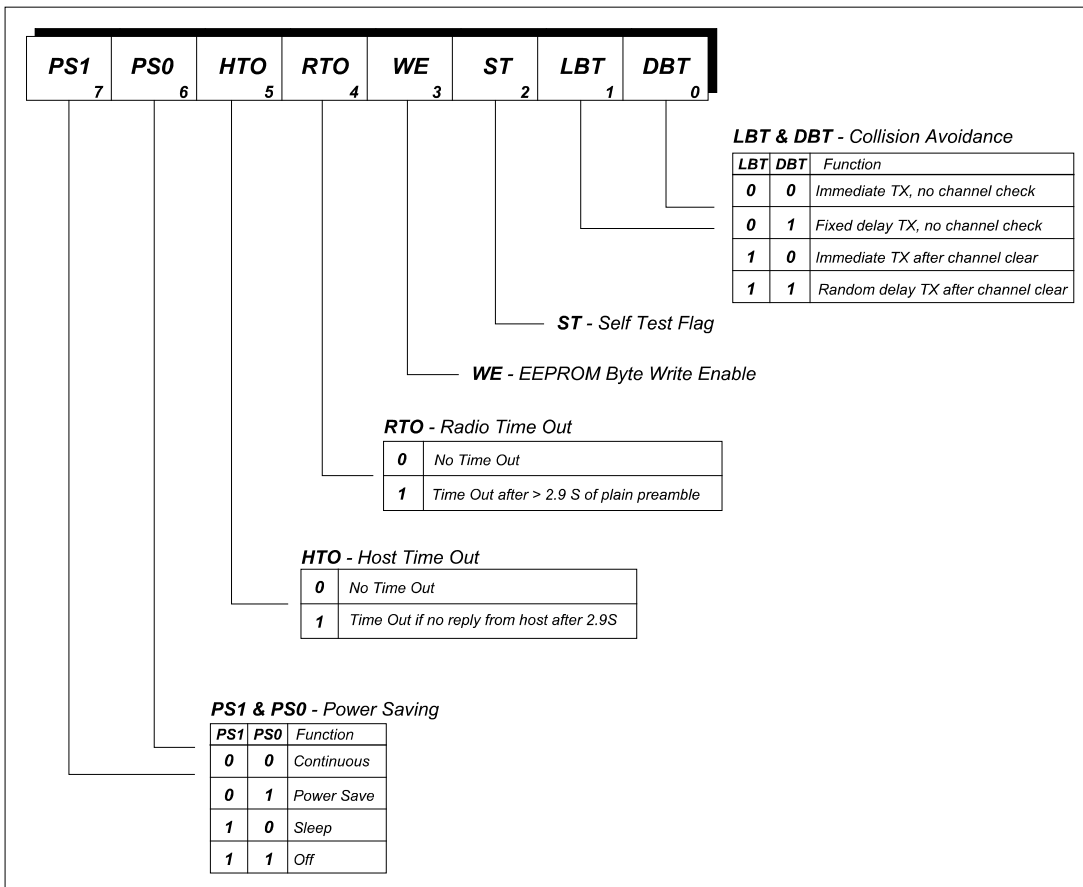 PS1 PS0 HTO RTO WE ST LBT DBT
7 6 5 4 3 2 1 0
LBT & DBT - Collision Avoidance
LBT DBT Function
0 0 Immediate TX, no channel check
0 1 Fixed delay TX, no channel check
1 0 Immediate TX after channel clear
1 1 Random delay TX after channel clear
ST - Self Test Flag
WE - EEPROM Byte Write Enable
RTO - Radio Time Out
0 No Time Out
1 Time Out after > 2.9 S of plain preamble
HTO - Host Time Out
0 No Time Out
1 Time Out if no reply from host after 2.9S
PS1 & PS0 - Power Saving
PS1 PS0 Function
0 0 Continuous
0 1 Power Save
1 0 Sleep
1 1 Off